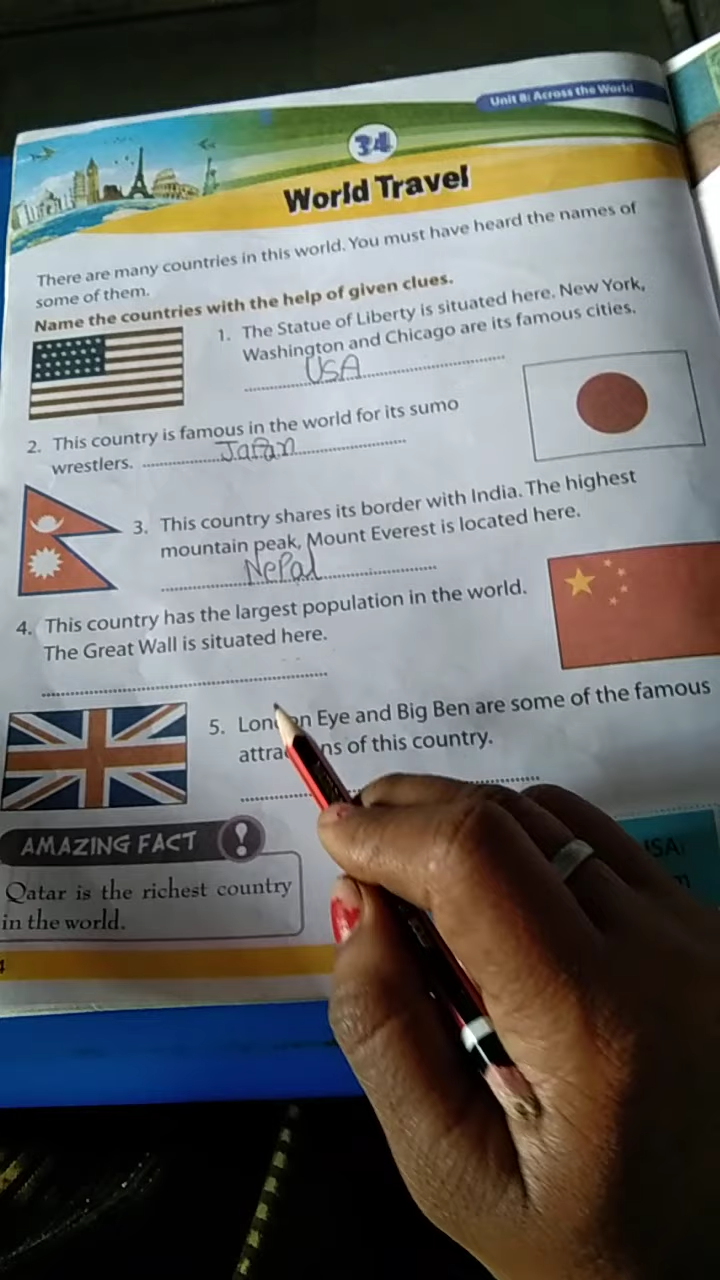 Unit 8: Across the World
34
World Travel
There are many countries in this world. You must have heard the names of
some of them.
Name the countries with the help of given clues.
1. The Statue of Liberty is situated here. New York,
Washington and Chicago are its famous cities.
USA
2. This country is famous in the world for its sumo
wrestlers. Japan
3. This country shares its border with India. The highest
mountain peak, Mount Everest is located here.
Nepal
4. This country has the largest population in the world.
The Great Wall is situated here.
5. London Eye and Big Ben are some of the famous
attractions of this country.
AMAZING FACT !
Qatar is the richest country
in the world.
USA